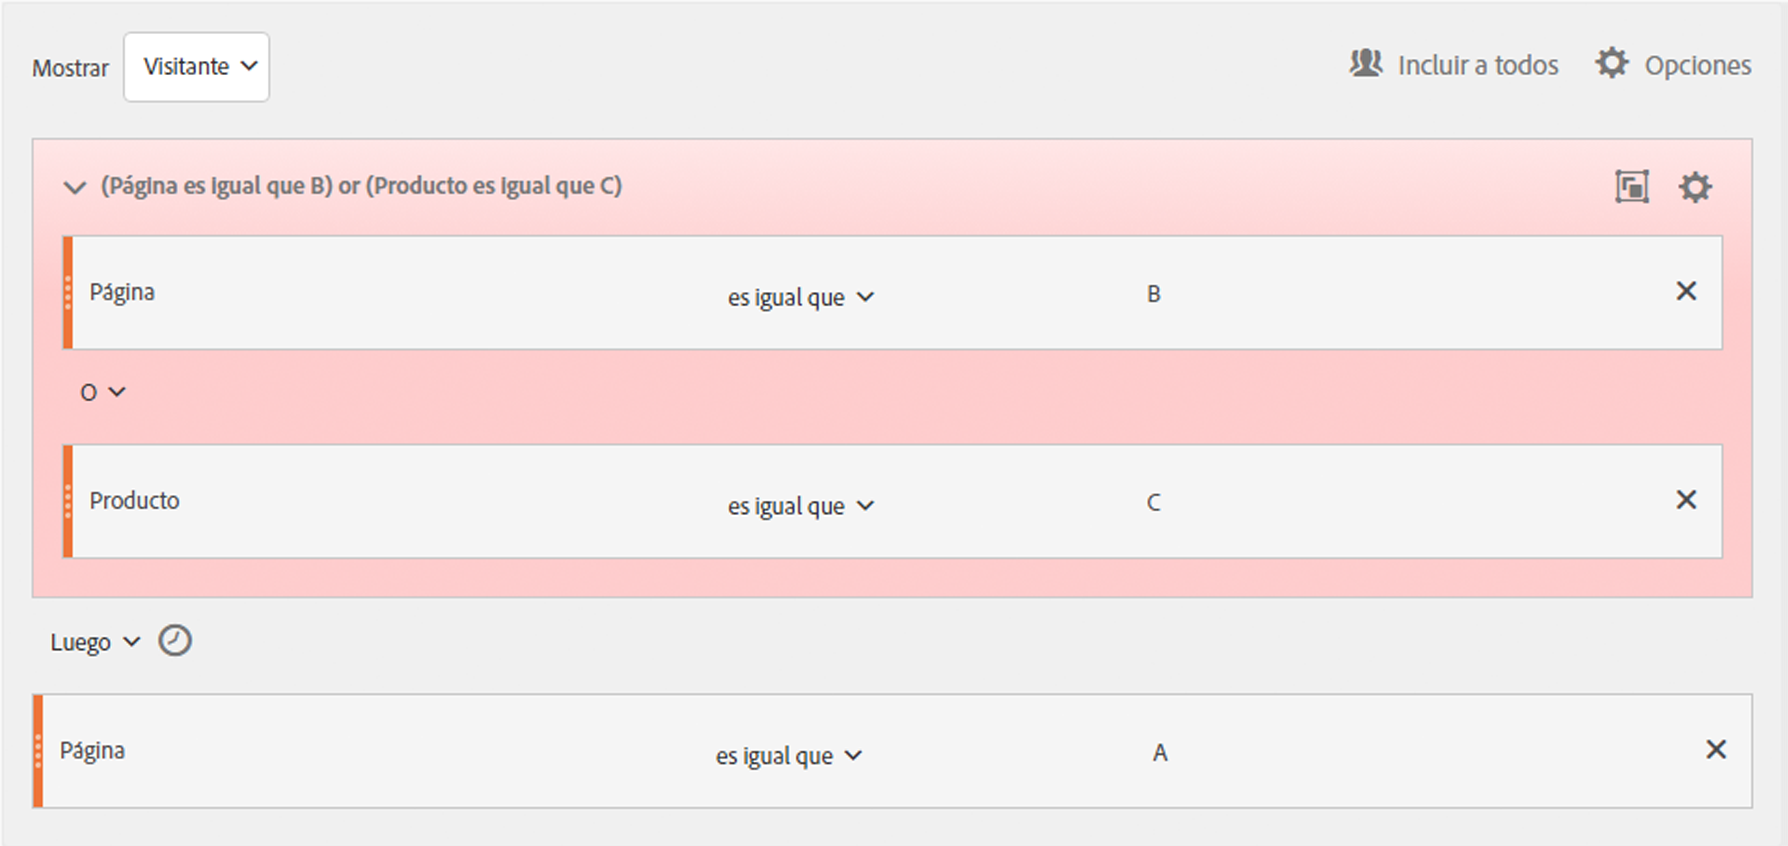 Mostrar Visitante Incluir a todos Opciones
(Página es igual que B) or (Producto es igual que C)
Página es igual que B
O
Producto es igual que C
Luego
Página es igual que A